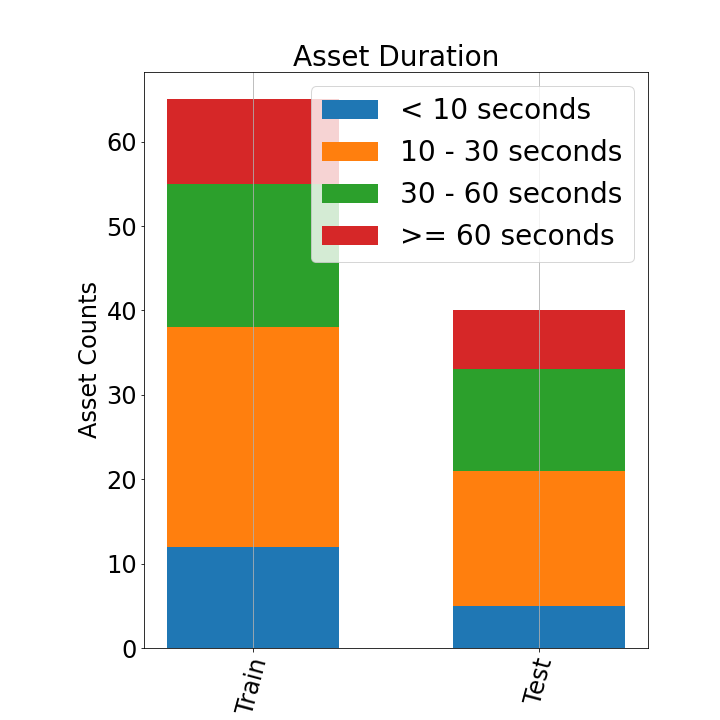 Asset Duration
< 10 seconds
10 - 30 seconds
30 - 60 seconds
>= 60 seconds
Asset Counts
60
50
40
30
20
10
0
Train
Test